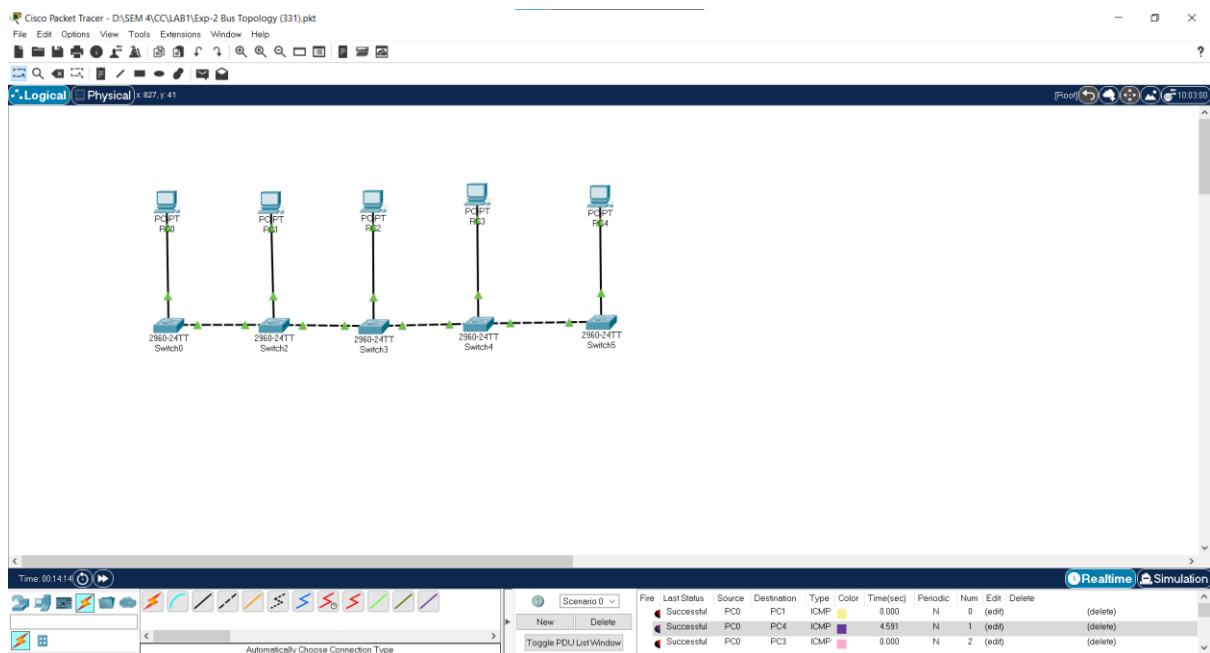 Cisco Packet Tracer - D:\SEM 4\CC\LAB1\Exp-2 Bus Topology (331).pkt
File Edit Options View Tools Extensions Window Help
?
Logical Physical x: 827, y: 41 [Root] 10:03:00
PC-PT PC-PT PC-PT PC-PT PC-PT
PC0 PC1 PC2 PC3 PC4
2960-24TT 2960-24TT 2960-24TT 2960-24TT 2960-24TT
Switch0 Switch2 Switch3 Switch4 Switch5
Time: 00:14:14 Realtime Simulation
Scenario 0
New Delete
Toggle PDU List Window
Automatically Choose Connection Type
Fire Last Status Source Destination Type Color Time(sec) Periodic Num Edit Delete
Successful PC0 PC1 ICMP 0.000 N 0 (edit) (delete)
Successful PC0 PC4 ICMP 4.591 N 1 (edit) (delete)
Successful PC0 PC3 ICMP 0.000 N 2 (edit) (delete)